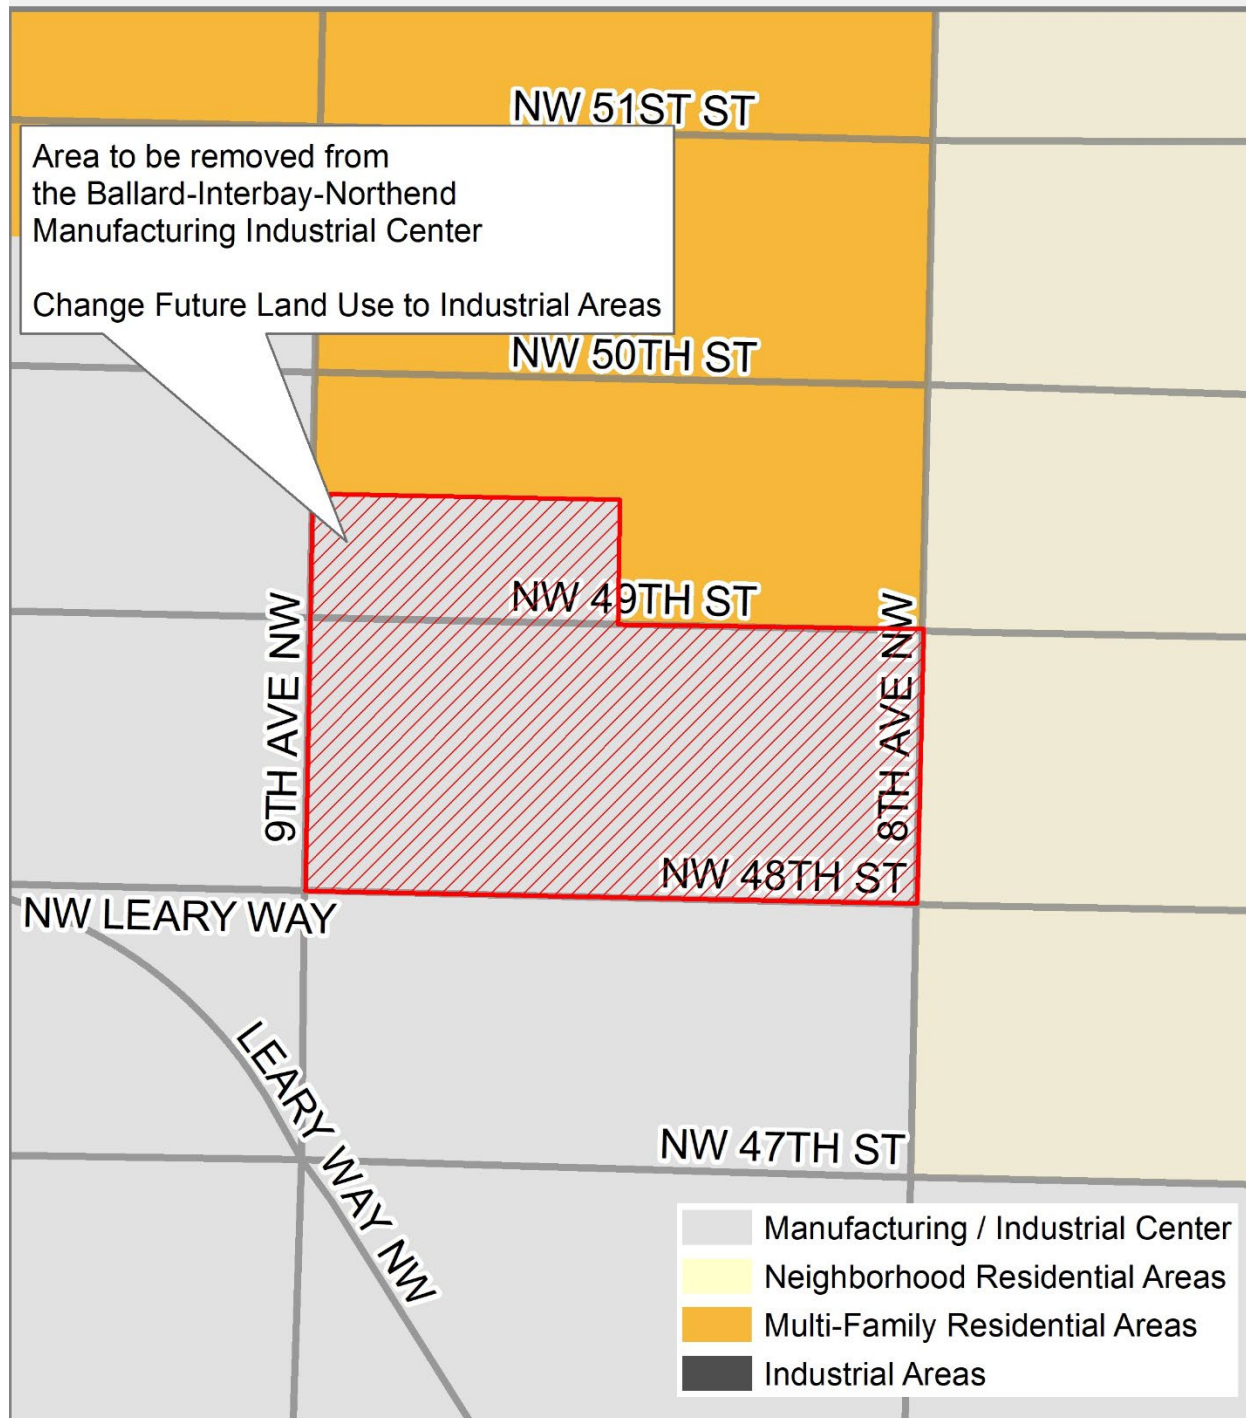 NW 51ST ST
Area to be removed from
the Ballard-Interbay-Northend
Manufacturing Industrial Center
Change Future Land Use to Industrial Areas
NW 50TH ST
NW 49TH ST
9TH AVE NW
8TH AVE NW
NW 48TH ST
NW LEARY WAY
LEARY WAY NW
NW 47TH ST
Manufacturing / Industrial Center
Neighborhood Residential Areas
Multi-Family Residential Areas
Industrial Areas